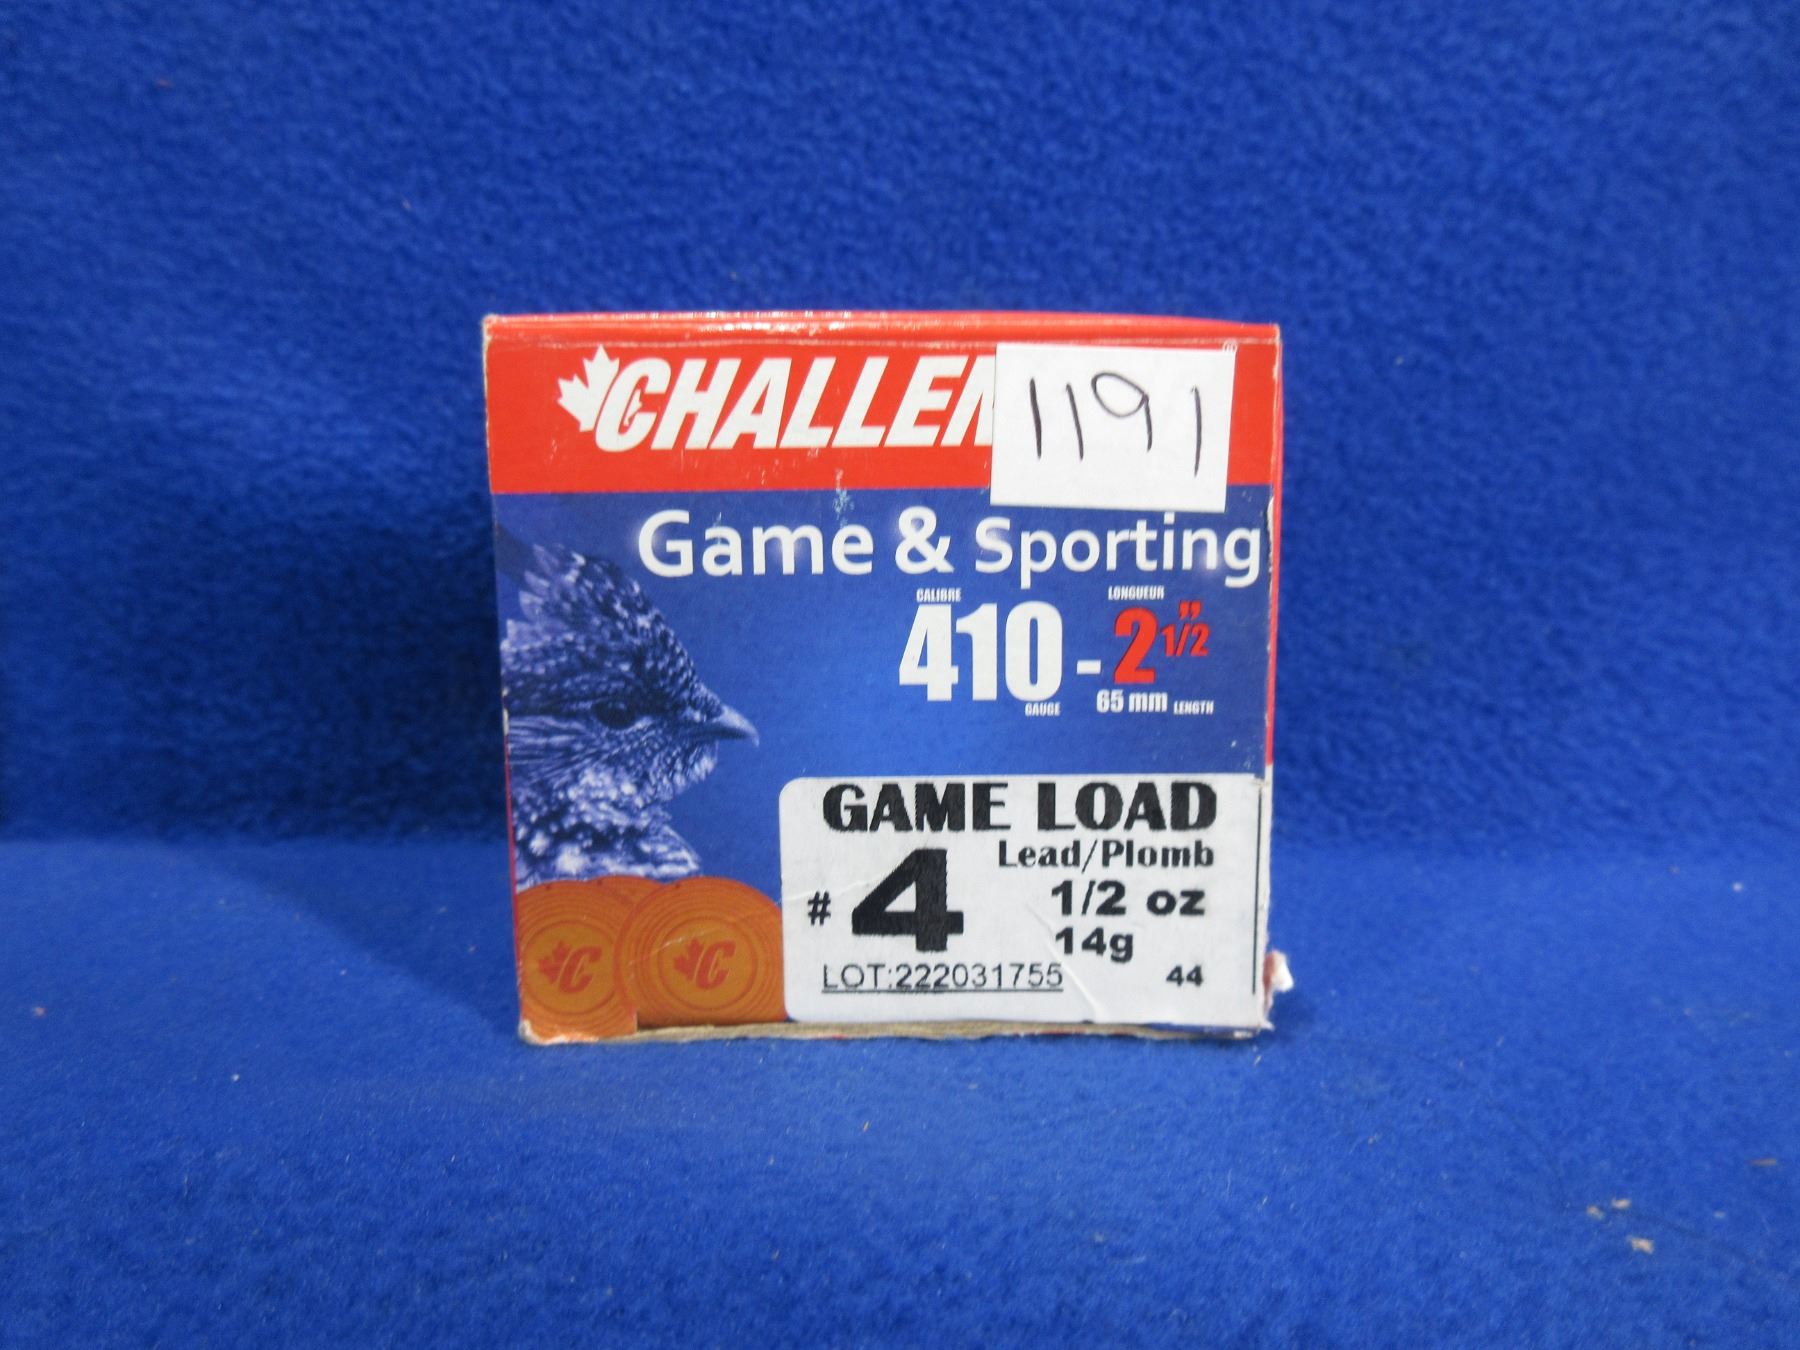 CHALLEN
1191
Game & Sporting
CALIBRE LONGUEUR
410 - 2 1/2"
GAUGE 65 mm LENGTH
GAME LOAD
Lead/Plomb
# 4 1/2 oz
14g
LOT:222031755 44
C C